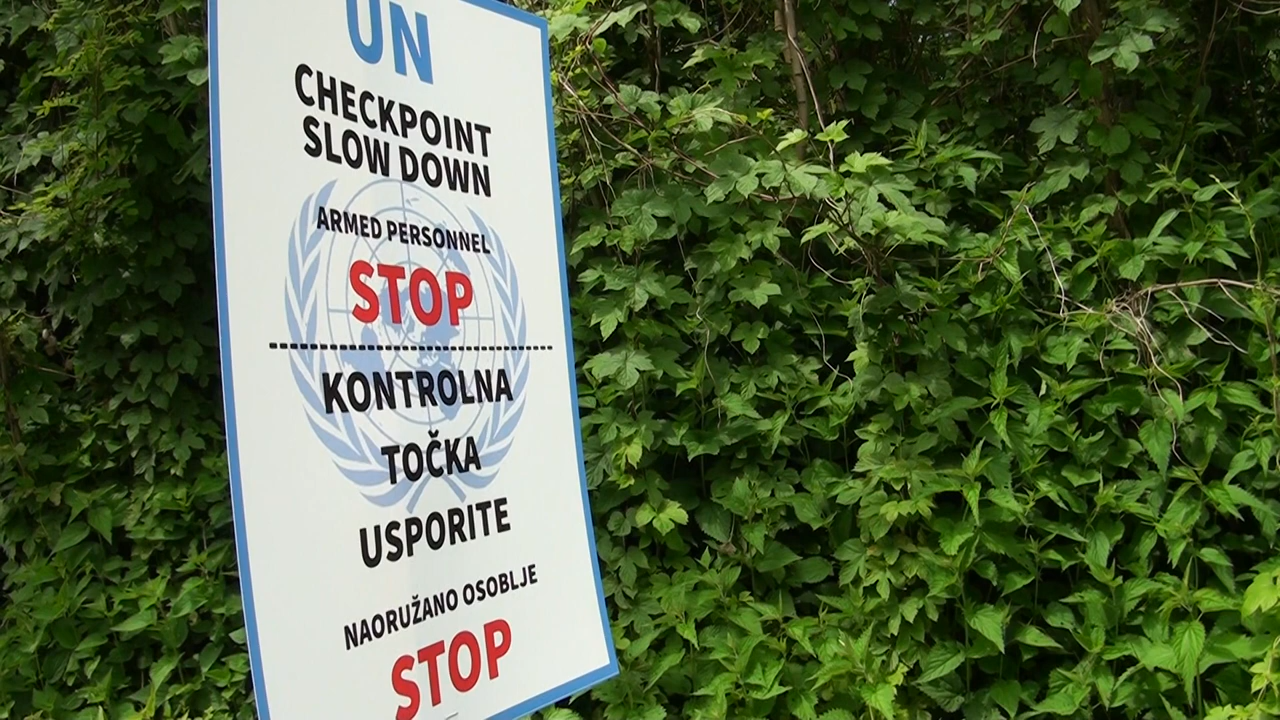 UN
CHECKPOINT
SLOW DOWN
ARMED PERSONNEL
STOP
KONTROLNA
TOČKA
USPORITE
NAORUŽANO OSOBLJE
STOP